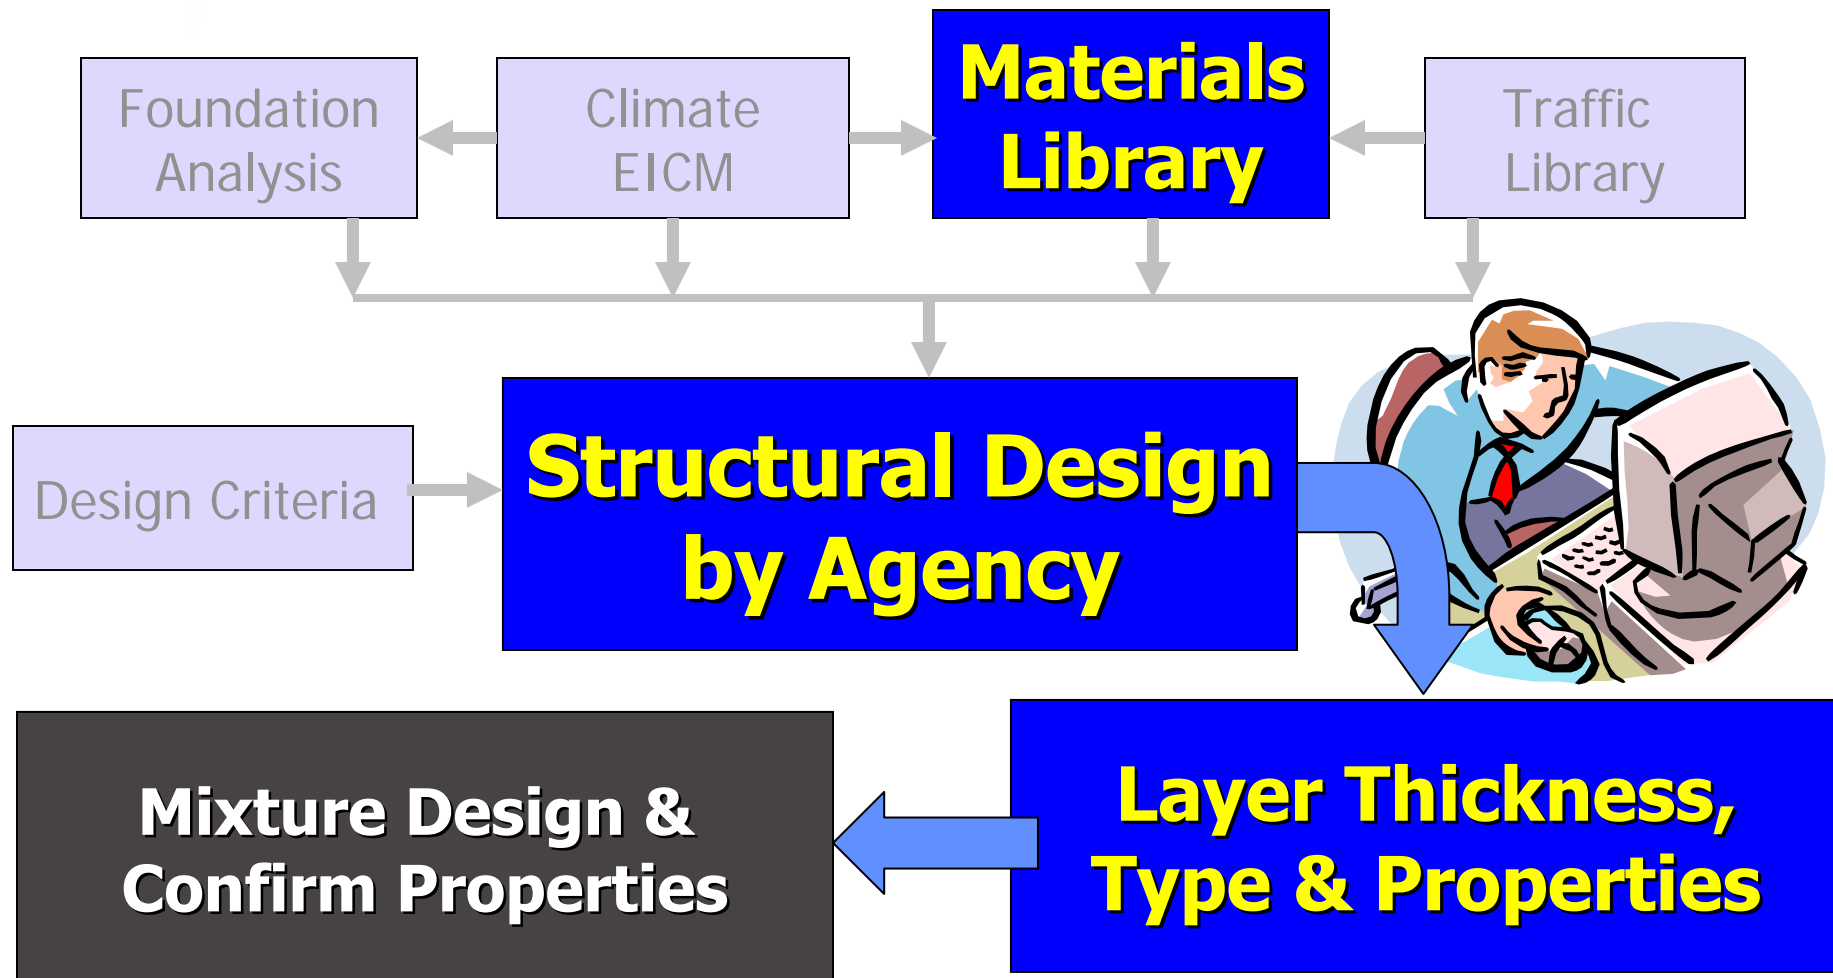 Foundation
Analysis
Climate
EICM
Materials
Library
Traffic
Library
Design Criteria
Structural Design
by Agency
Mixture Design &
Confirm Properties
Layer Thickness,
Type & Properties